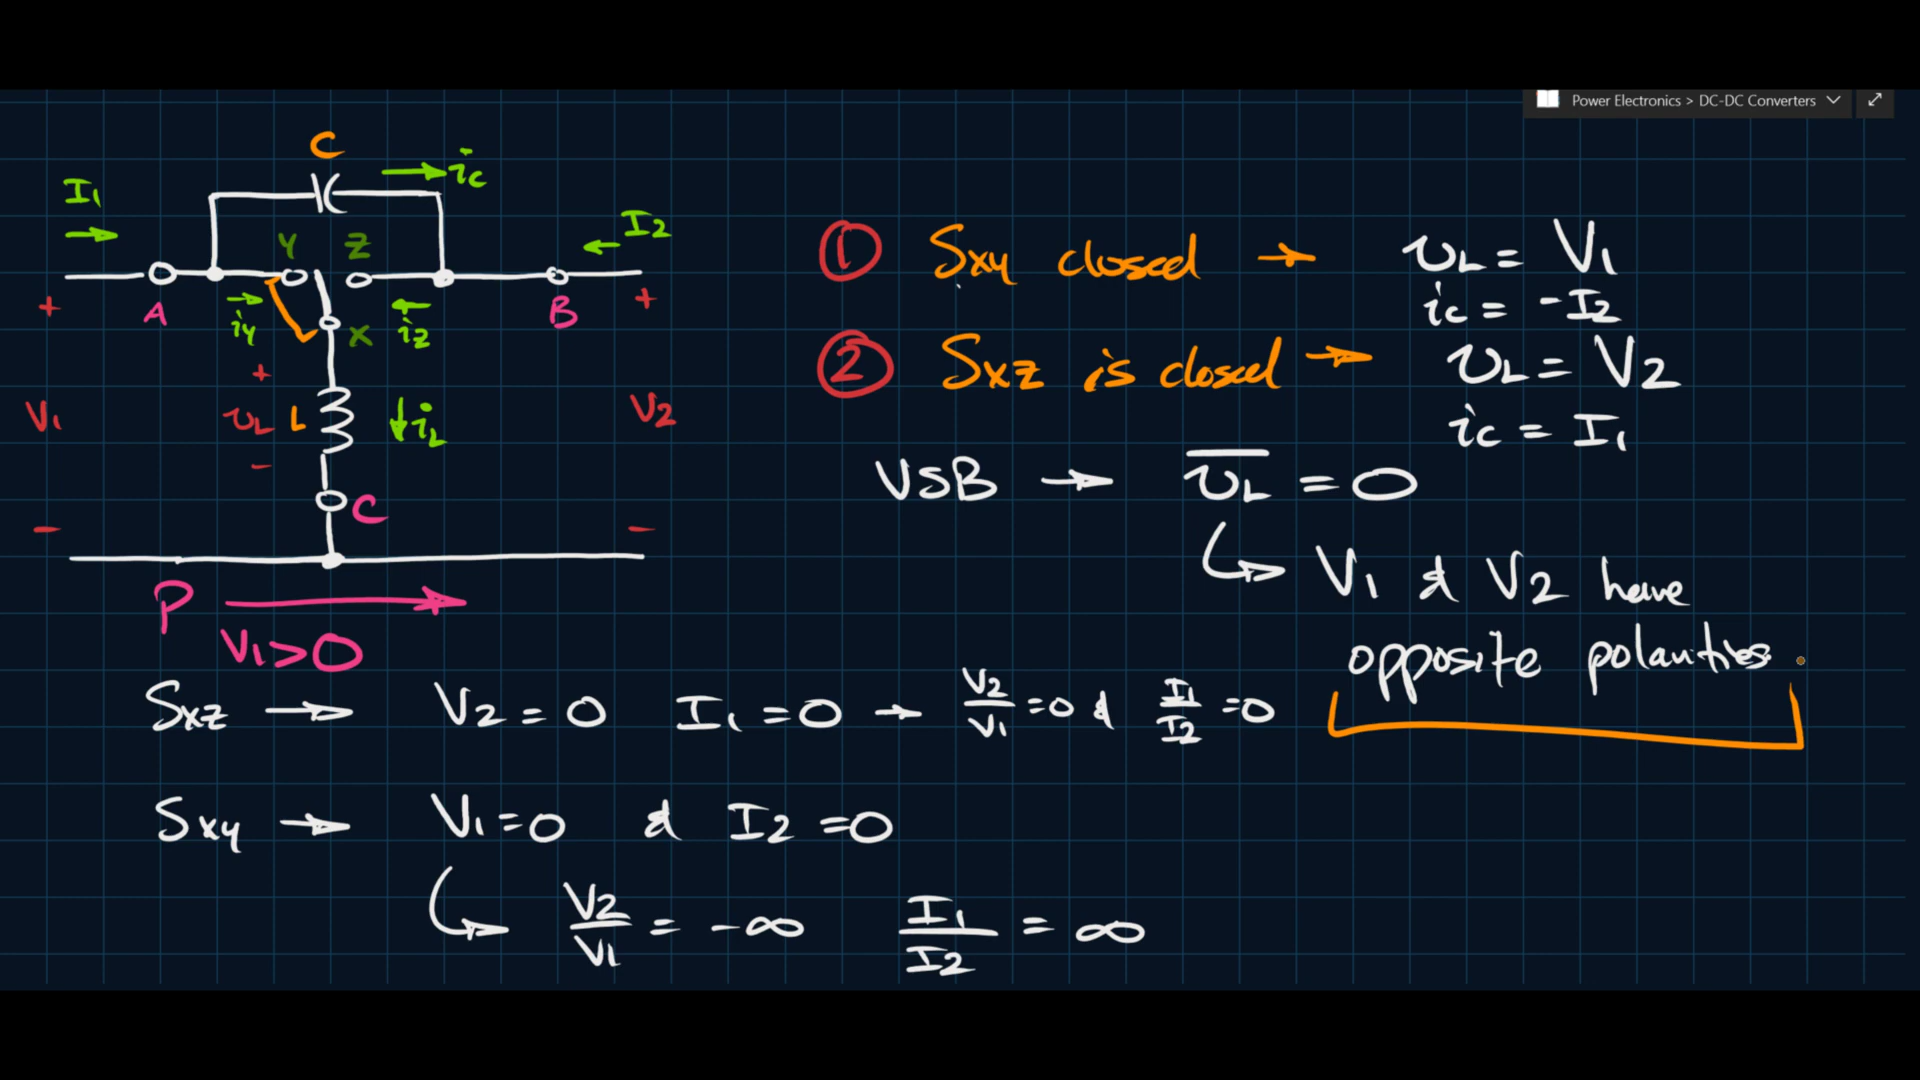 Power Electronics > DC-DC Converters
C
ic
I1
I2
Y Z
A
B
+
+
iy
X
iz
+
V1
vL L
iL
V2
-
C
-
-
P
V1>0
① Sxy closed → vL = V1
ic = -I2
② Sxz is closed → vL = V2
ic = I1
VSB → v̅L = 0
↳ V1 & V2 have
opposite polarities.
Sxz → V2 = 0 I1 = 0 → V2/V1 = 0 & I1/I2 = 0
Sxy → V1 = 0 & I2 = 0
↳ V2/V1 = -∞ I1/I2 = ∞